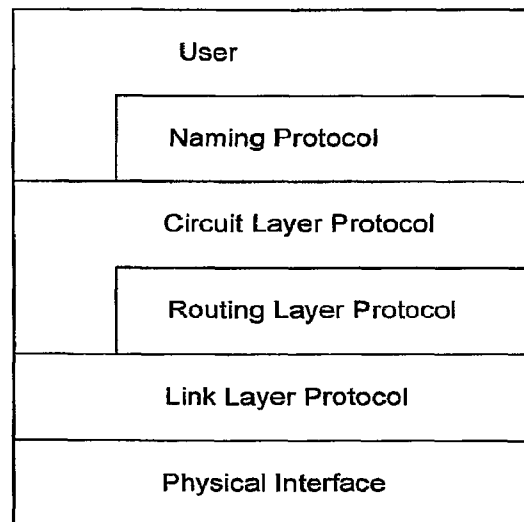 User
Naming Protocol
Circuit Layer Protocol
Routing Layer Protocol
Link Layer Protocol
Physical Interface